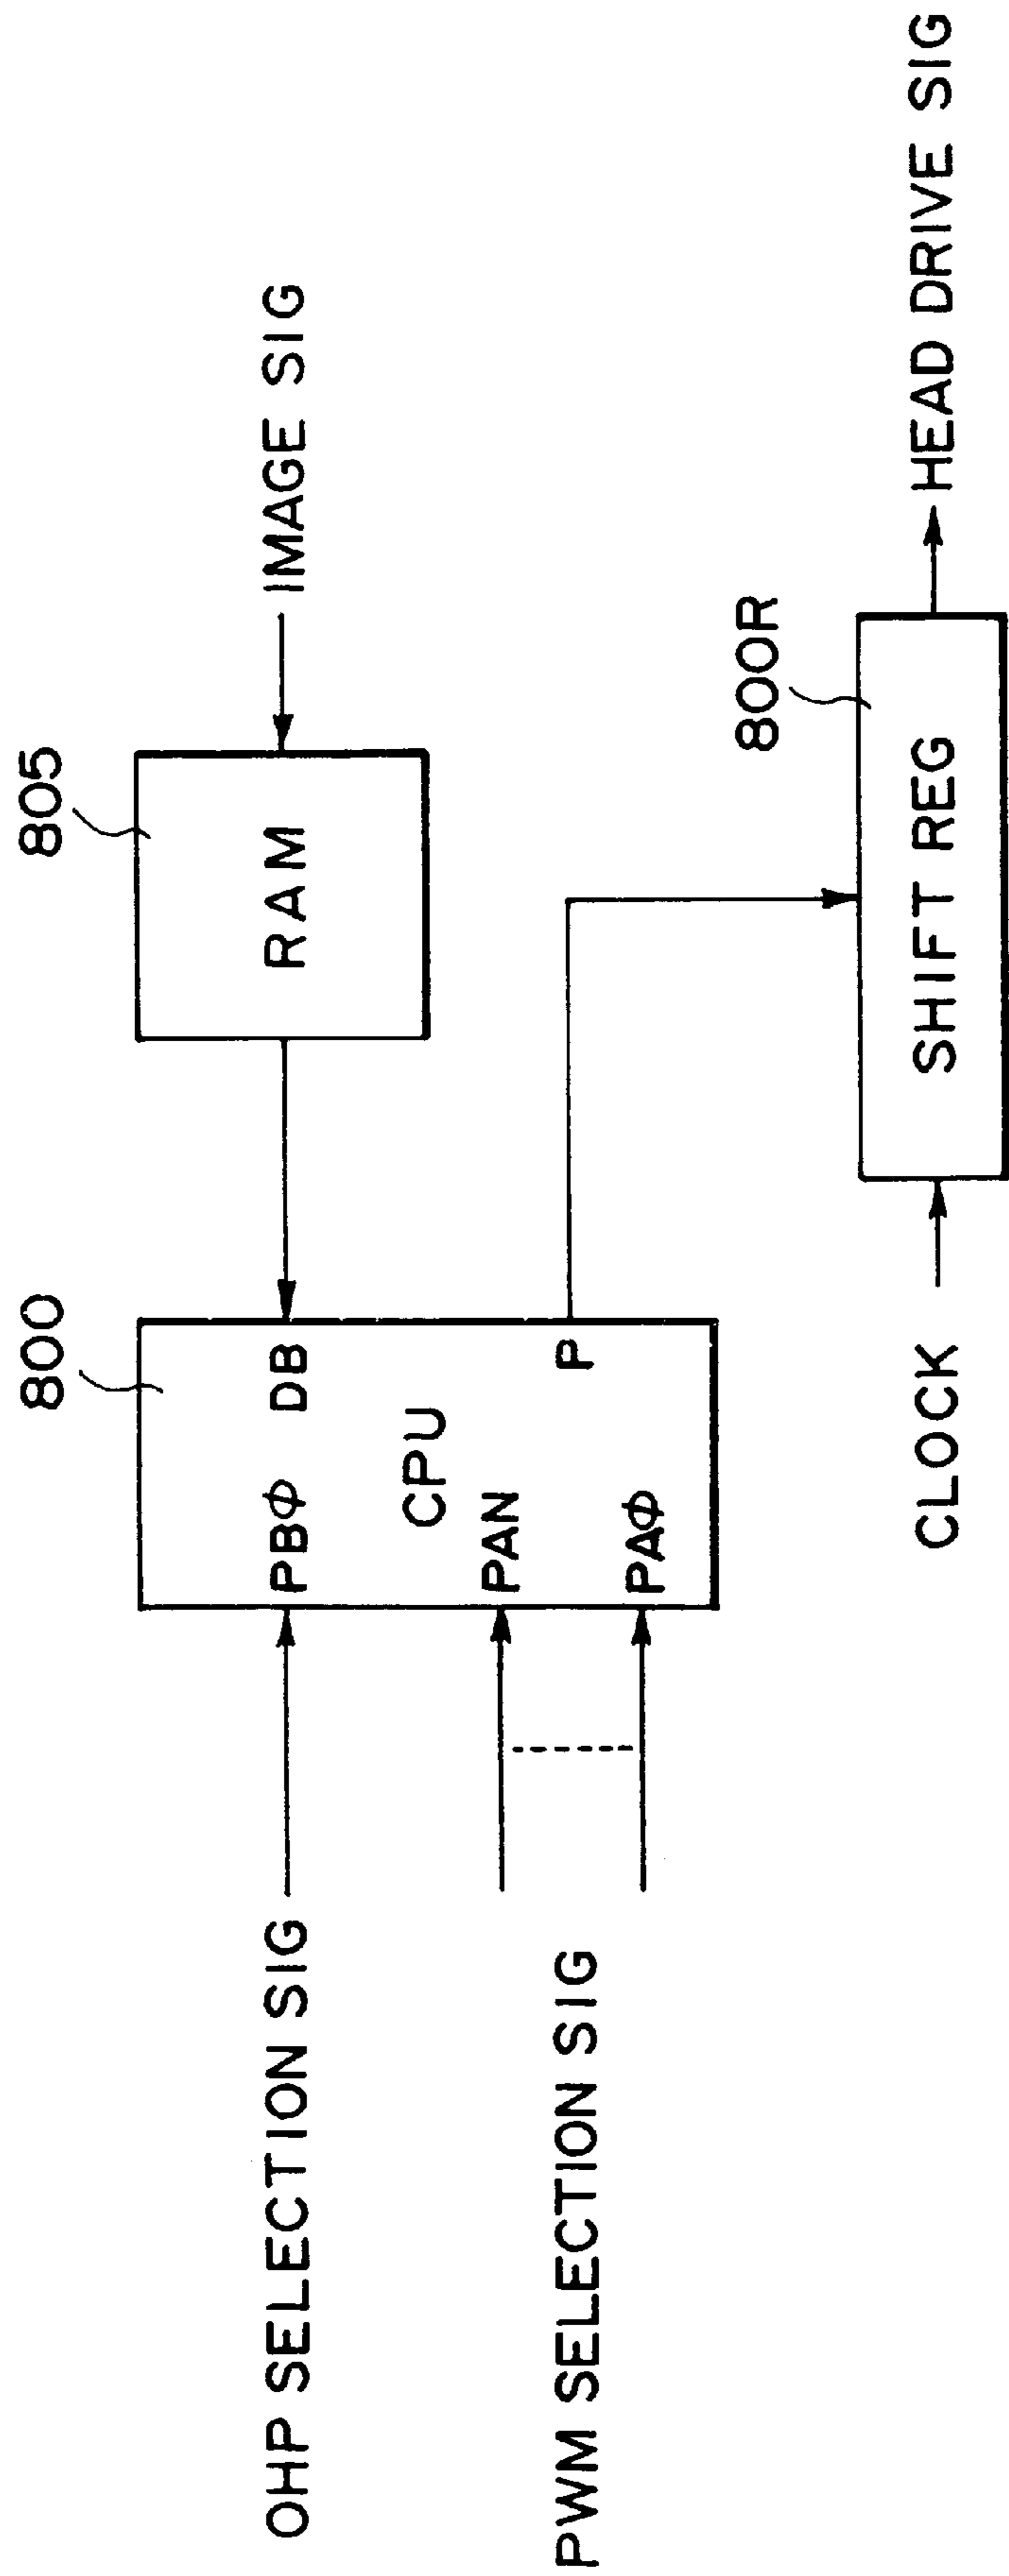 800
805
OHP SELECTION SIG
PBΦ DB
RAM
IMAGE SIG
CPU
PAN
PWM SELECTION SIG
P
PAΦ
800R
CLOCK
SHIFT REG
HEAD DRIVE SIG